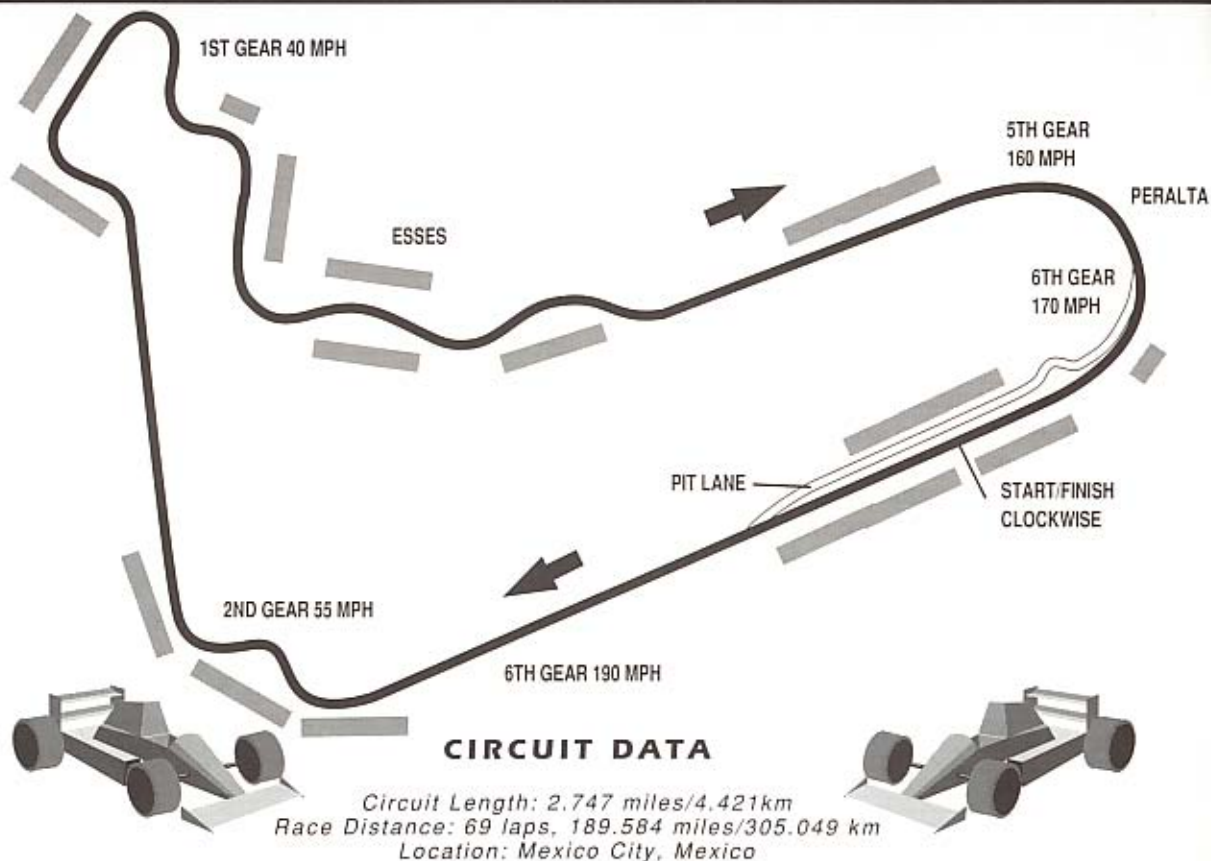 1ST GEAR 40 MPH
5TH GEAR
160 MPH
PERALTA
ESSES
6TH GEAR
170 MPH
PIT LANE
START/FINISH
CLOCKWISE
2ND GEAR 55 MPH
6TH GEAR 190 MPH
CIRCUIT DATA
Circuit Length: 2.747 miles/4.421km
Race Distance: 69 laps, 189.584 miles/305.049 km
Location: Mexico City, Mexico